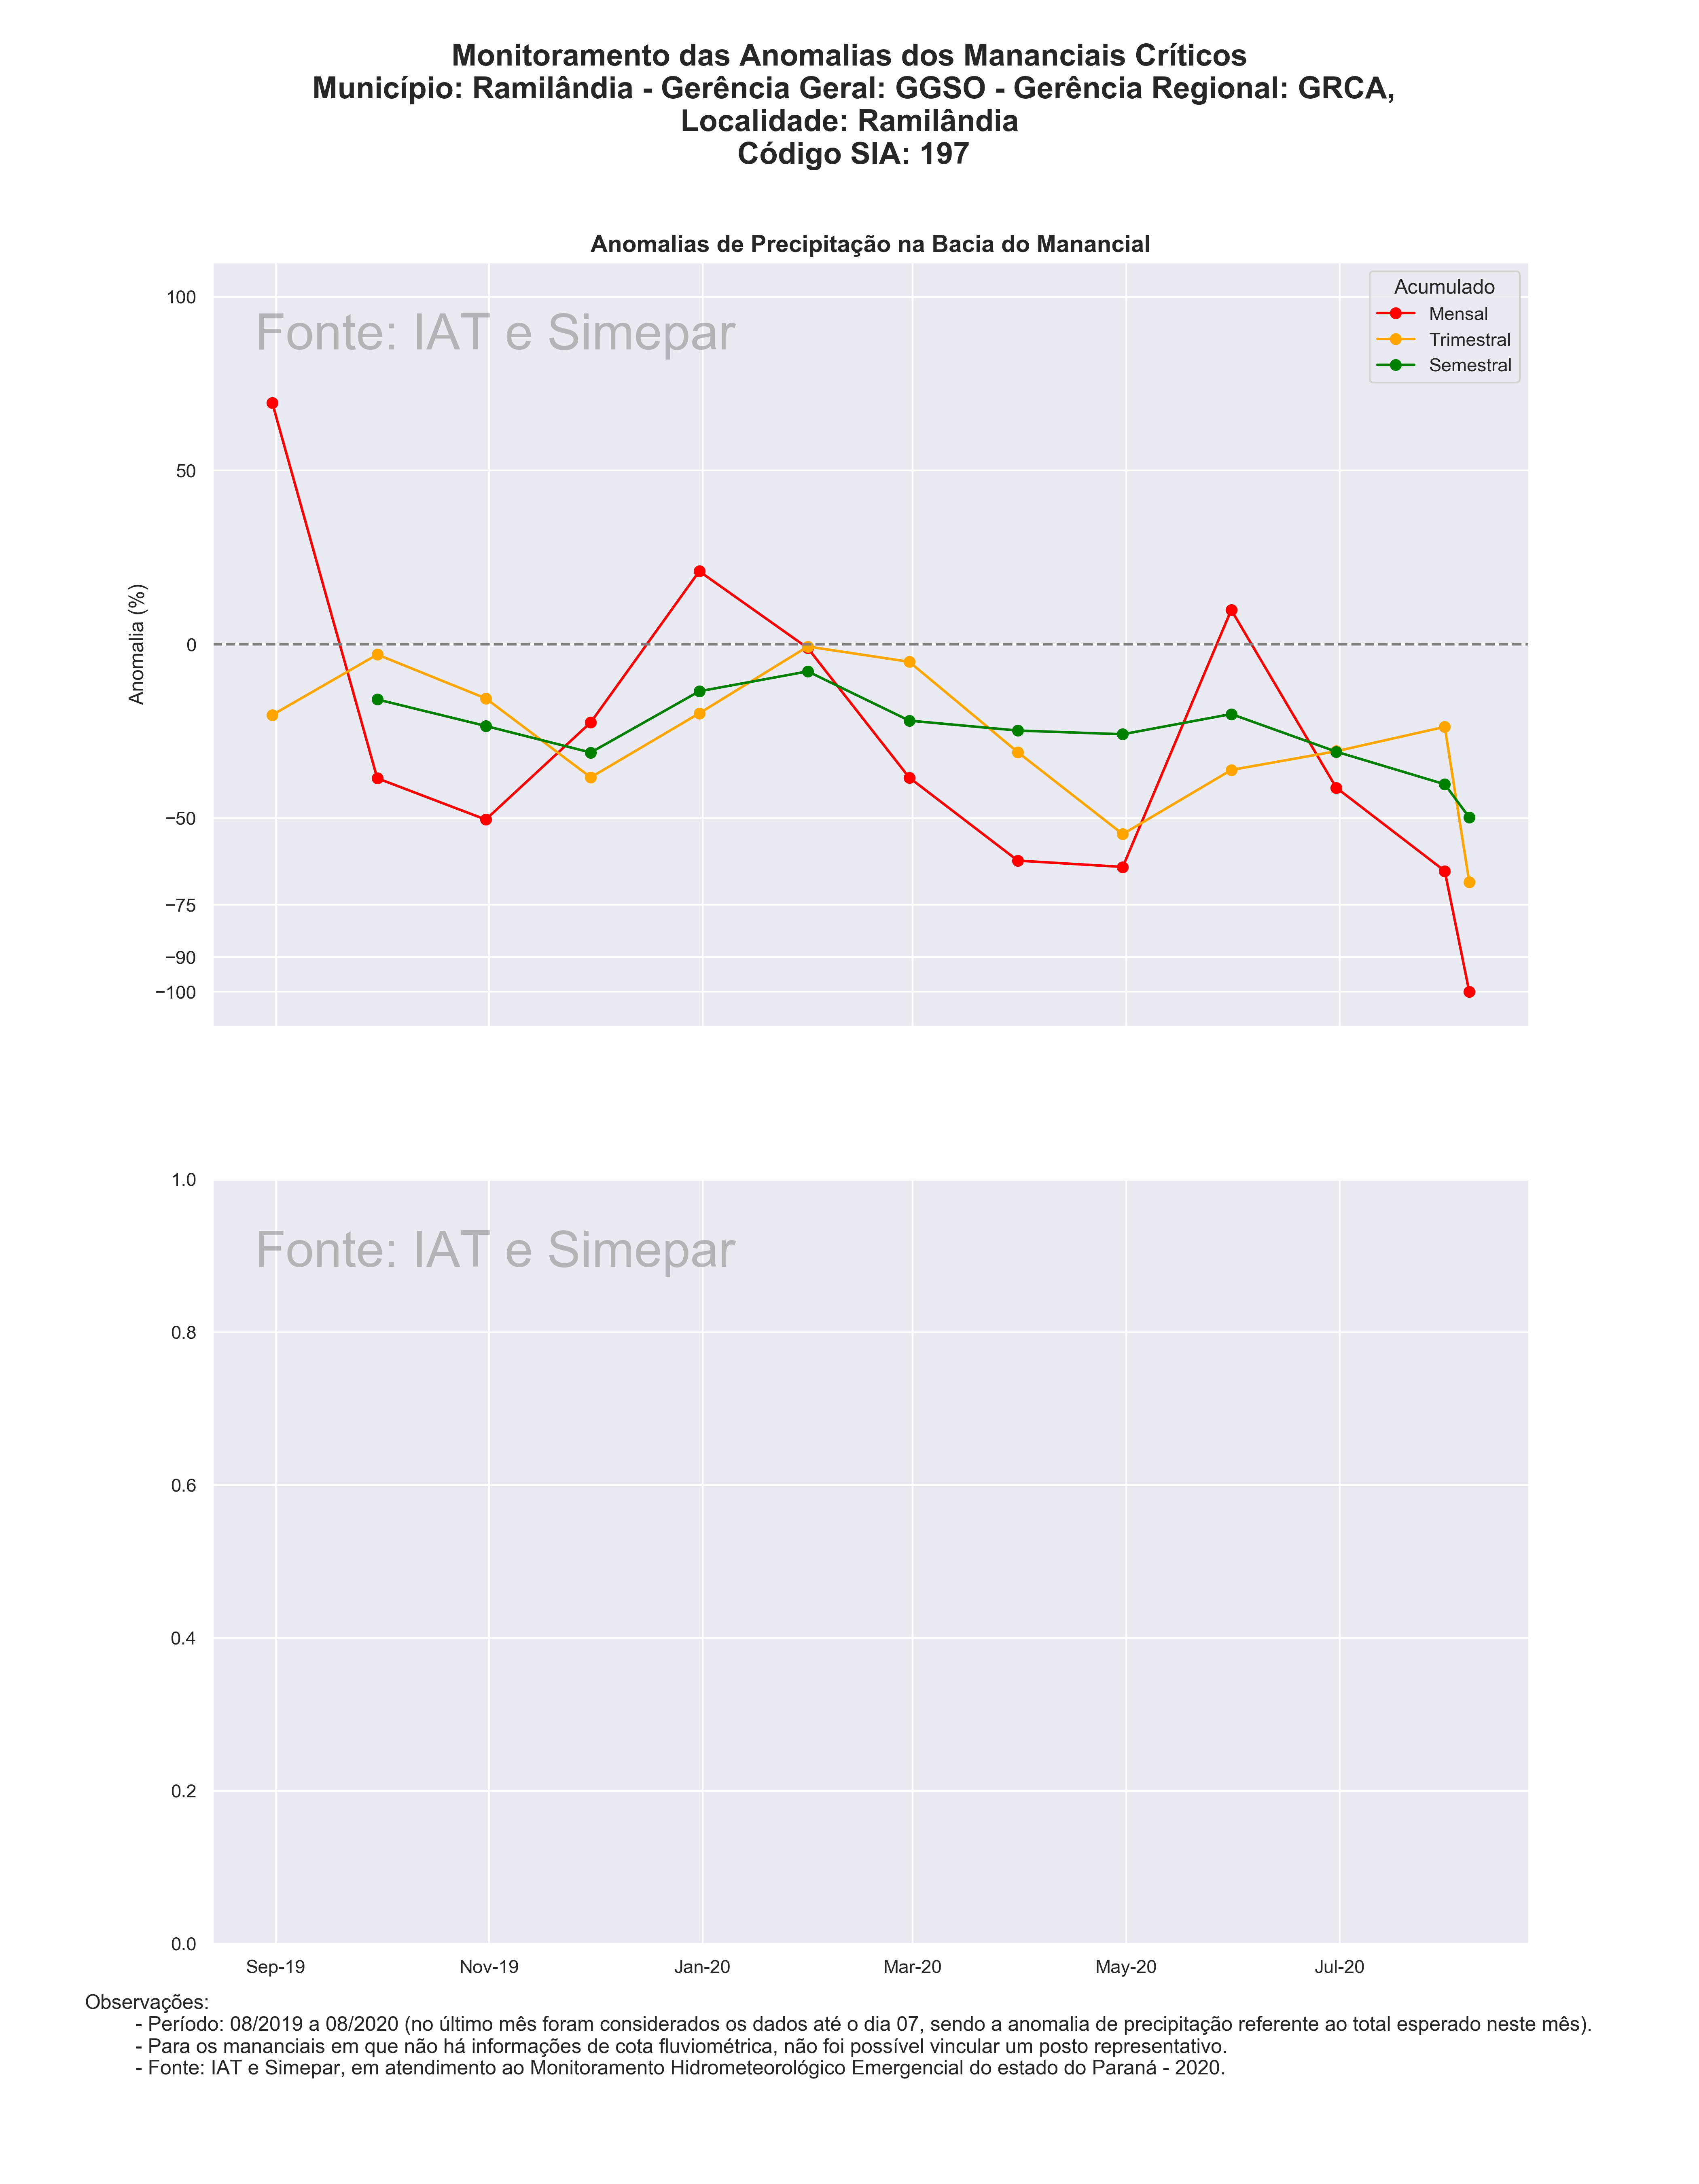 Monitoramento das Anomalias dos Mananciais Críticos
Município: Ramilândia - Gerência Geral: GGSO - Gerência Regional: GRCA,
Localidade: Ramilândia
Código SIA: 197
Anomalias de Precipitação na Bacia do Manancial
Fonte: IAT e Simepar
Acumulado
Mensal
Trimestral
Semestral
Anomalia (%)
100
50
0
−50
−75
−90
−100
Fonte: IAT e Simepar
1.0
0.8
0.6
0.4
0.2
0.0
Sep-19 Nov-19 Jan-20 Mar-20 May-20 Jul-20
Observações:
- Período: 08/2019 a 08/2020 (no último mês foram considerados os dados até o dia 07, sendo a anomalia de precipitação referente ao total esperado neste mês).
- Para os mananciais em que não há informações de cota fluviométrica, não foi possível vincular um posto representativo.
- Fonte: IAT e Simepar, em atendimento ao Monitoramento Hidrometeorológico Emergencial do estado do Paraná - 2020.